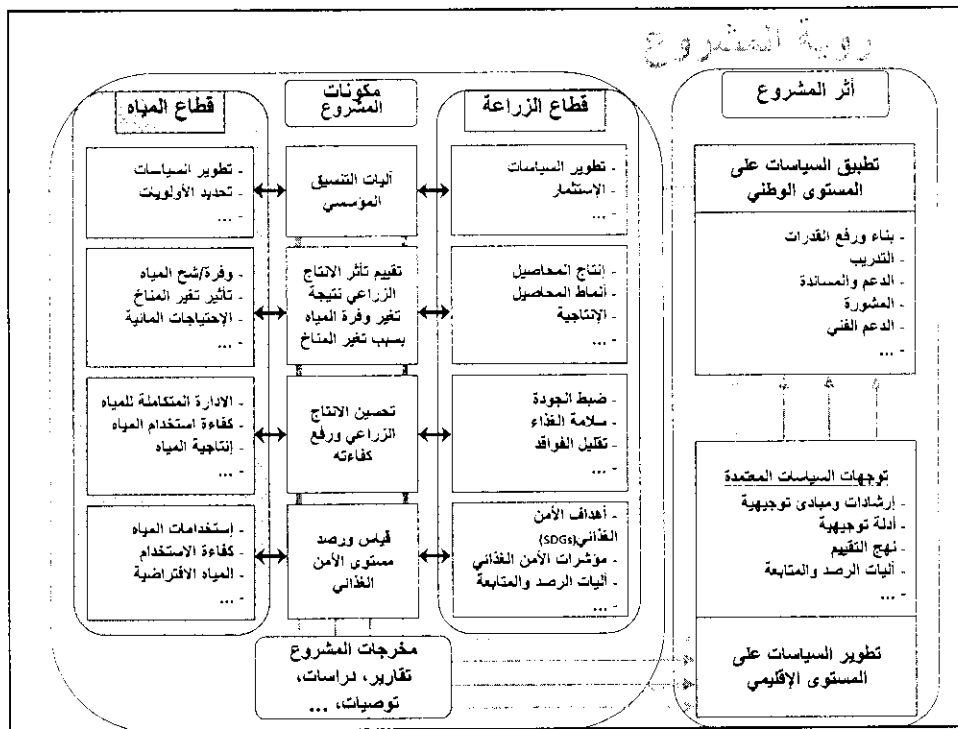 رؤية المشروع
أثر المشروع
تطبيق السياسات على
المستوى الوطني
- بناء ورفع القدرات
- التدريب
- الدعم والمساندة
- المشورة
- الدعم الفني
- ...
توجهات السياسات المعتمدة
- إرشادات ومبادئ توجيهية
- أدلة توجيهية
- نهج التقييم
- آليات الرصد والمتابعة
- ...
تطوير السياسات على
المستوى الإقليمي
قطاع الزراعة
- تطوير السياسات
- الإستثمار
- ...
- إنتاج المحاصيل
- أنماط المحاصيل
- الإنتاجية
- ...
- ضبط الجودة
- سلامة الغذاء
- تقليل الفواقد
- ...
- أهداف الأمن
الغذائي (SDGs)
- مؤشرات الأمن الغذائي
- آليات الرصد والمتابعة
- ...
مكونات
المشروع
آليات التنسيق
المؤسسي
تقييم تأثر الانتاج
الزراعي نتيجة
تغير وفرة المياه
بسبب تغير المناخ
تحسين الانتاج
الزراعي ورفع
كفاءته
قياس ورصد
مستوى الأمن
الغذائي
قطاع المياه
- تطوير السياسات
- تحديد الأولويات
- ...
- وفرة/شح المياه
- تأثير تغير المناخ
- الإحتياجات المائية
- ...
- الادارة المتكاملة للمياه
- كفاءة استخدام المياه
- إنتاجية المياه
- ...
- إستخدامات المياه
- كفاءة الاستخدام
- المياه الافتراضية
- ...
مخرجات المشروع
تقارير، دراسات،
توصيات، ...